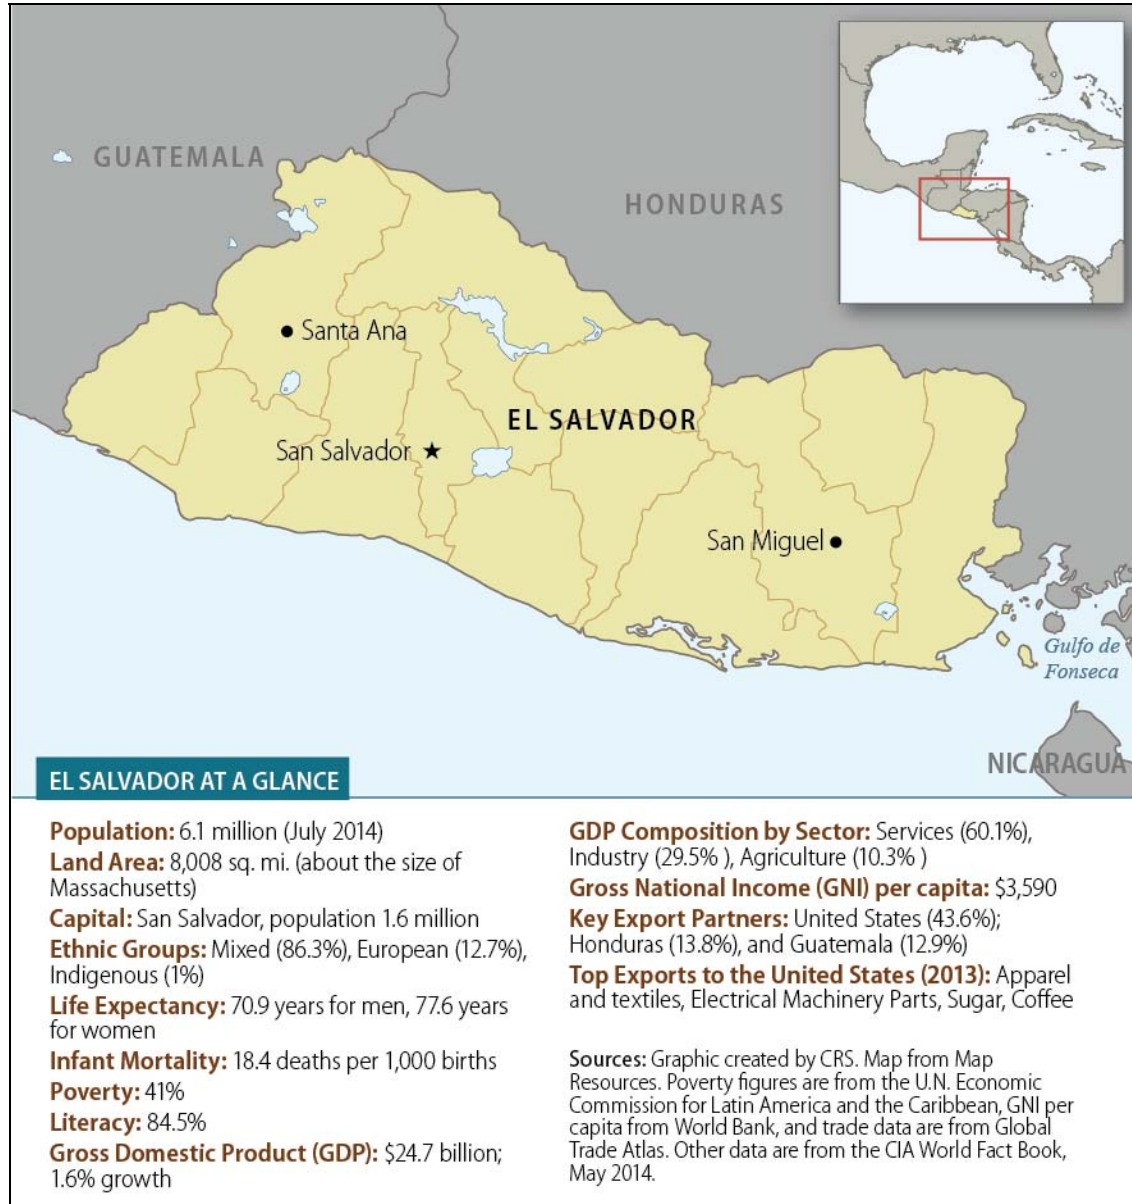 GUATEMALA
HONDURAS
Santa Ana
EL SALVADOR
San Salvador
San Miguel
Gulfo de
Fonseca
NICARAGUA
EL SALVADOR AT A GLANCE
Population: 6.1 million (July 2014)
Land Area: 8,008 sq. mi. (about the size of
Massachusetts)
Capital: San Salvador, population 1.6 million
Ethnic Groups: Mixed (86.3%), European (12.7%),
Indigenous (1%)
Life Expectancy: 70.9 years for men, 77.6 years
for women
Infant Mortality: 18.4 deaths per 1,000 births
Poverty: 41%
Literacy: 84.5%
Gross Domestic Product (GDP): $24.7 billion;
1.6% growth
GDP Composition by Sector: Services (60.1%),
Industry (29.5% ), Agriculture (10.3% )
Gross National Income (GNI) per capita: $3,590
Key Export Partners: United States (43.6%);
Honduras (13.8%), and Guatemala (12.9%)
Top Exports to the United States (2013): Apparel
and textiles, Electrical Machinery Parts, Sugar, Coffee
Sources: Graphic created by CRS. Map from Map
Resources. Poverty figures are from the U.N. Economic
Commission for Latin America and the Caribbean, GNI per
capita from World Bank, and trade data are from Global
Trade Atlas. Other data are from the CIA World Fact Book,
May 2014.